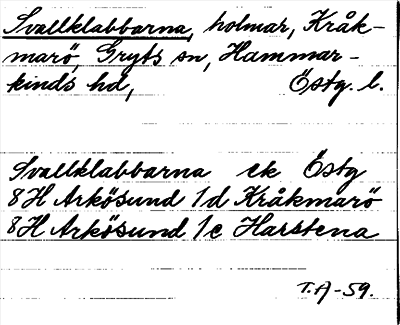 Svallklabbarna, holmar, Kråk-
marö, Gryts sn, Hammar-
kinds hd, Östg. l.
Svallklabbarna ek Östg
8H Arkösund 1d Kråkmarö
8H Arkösund 1c Harstena
T.A-59.